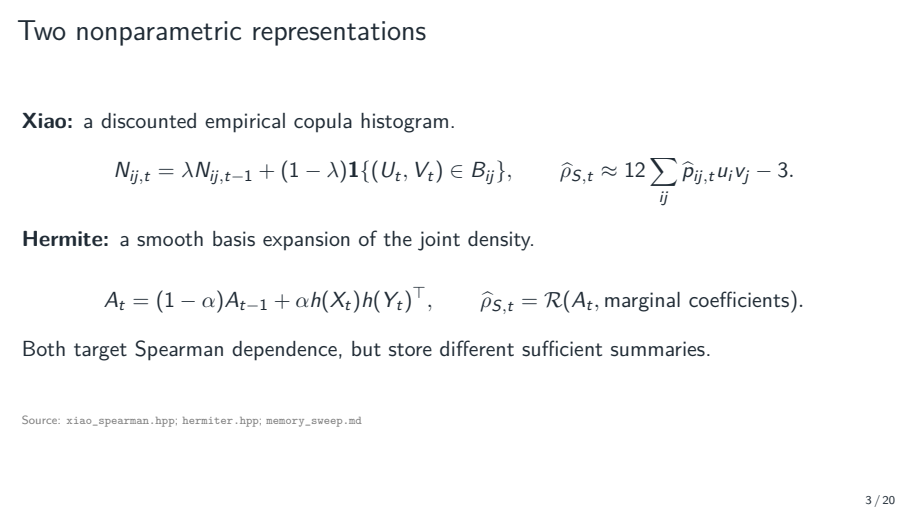 Two nonparametric representations
Xiao: a discounted empirical copula histogram.
N_{ij,t} = λN_{ij,t−1} + (1 − λ)𝟏{(U_t, V_t) ∈ B_{ij}},    ρ̂_{S,t} ≈ 12 ∑_{ij} p̂_{ij,t} u_i v_j − 3.
Hermite: a smooth basis expansion of the joint density.
A_t = (1 − α)A_{t−1} + αh(X_t)h(Y_t)^⊤,    ρ̂_{S,t} = ℛ(A_t, marginal coefficients).
Both target Spearman dependence, but store different sufficient summaries.
Source: xiao_spearman.hpp; hermiter.hpp; memory_sweep.md
3 / 20